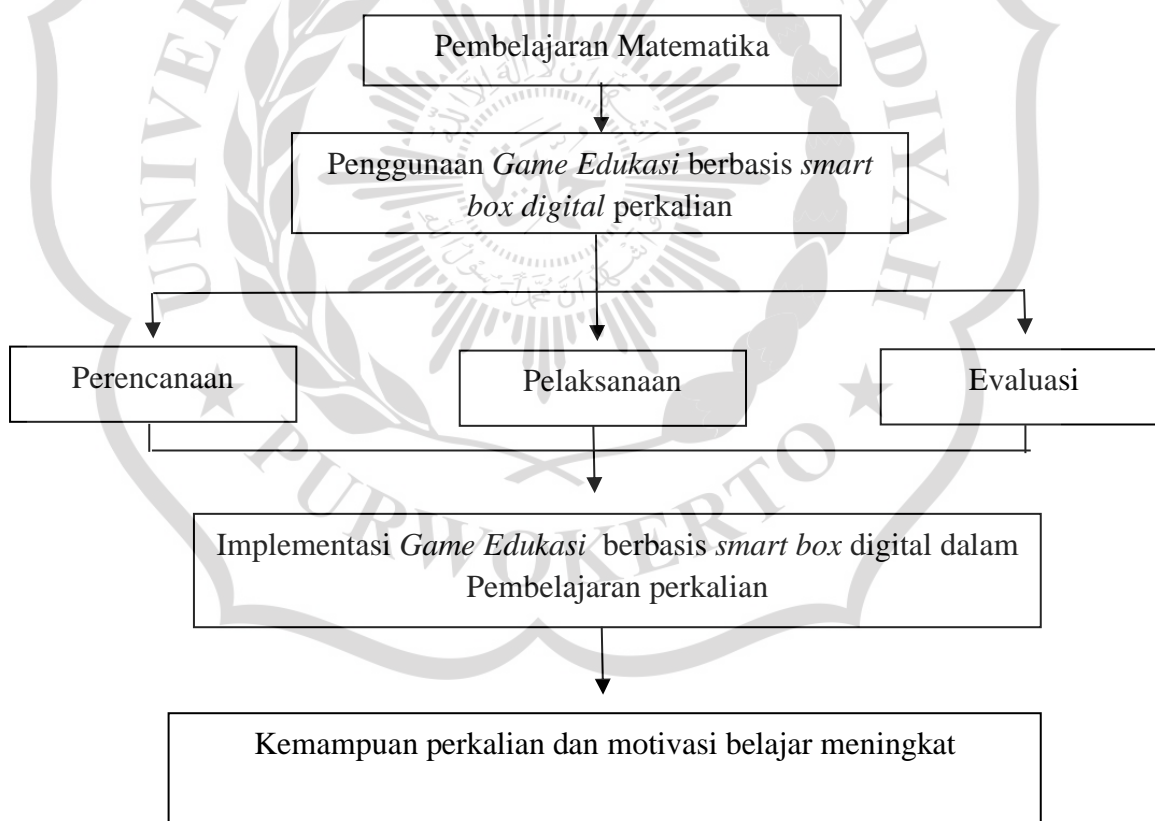 Pembelajaran Matematika
Penggunaan Game Edukasi berbasis smart
box digital perkalian
Perencanaan
Pelaksanaan
Evaluasi
Implementasi Game Edukasi berbasis smart box digital dalam
Pembelajaran perkalian
Kemampuan perkalian dan motivasi belajar meningkat
PURWOKERTO